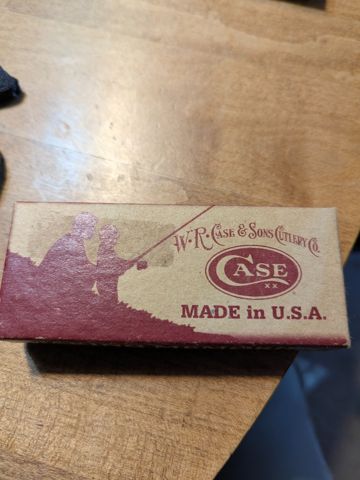 W.R. CASE & SONS CUTLERY CO.
CASE
XX
MADE in U.S.A.